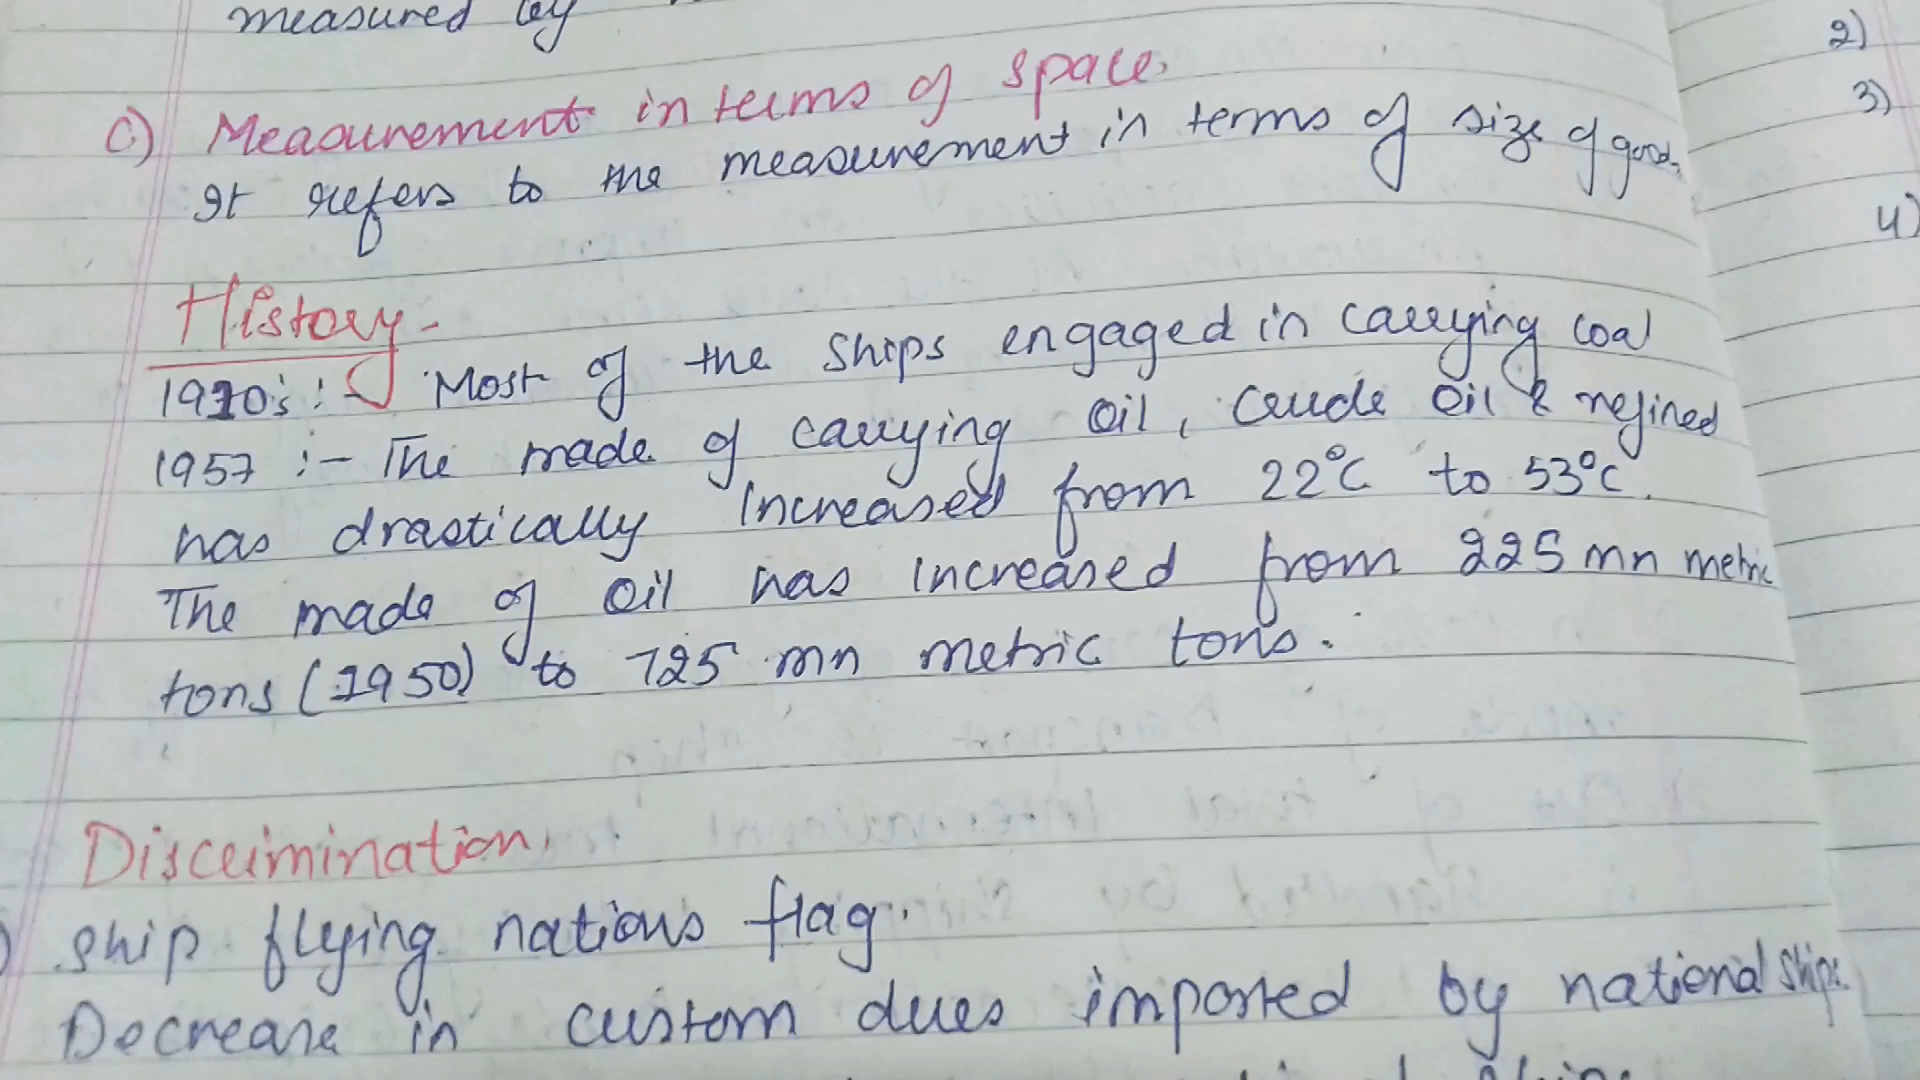 measured by
C) Measurement in terms of space.
It refers to the measurement in terms of size of goods.
History -
1920's :- Most of the ships engaged in carrying coal
1957 :- The trade of carrying oil, crude oil & refined
has drastically increased from 22°C to 53°C.
The trade of oil has increased from 225 mn metric
tons (1950) to 725 mn metric tons.
Discrimination.
ship flying nations flag.
Decrease in custom dues imported by national ships.
2)
3)
4)